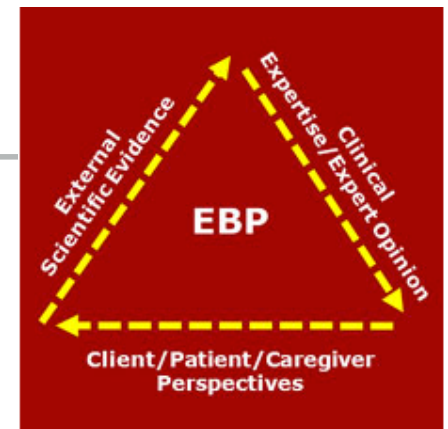 External
Scientific Evidence
Clinical
Expertise/Expert Opinion
EBP
Client/Patient/Caregiver
Perspectives